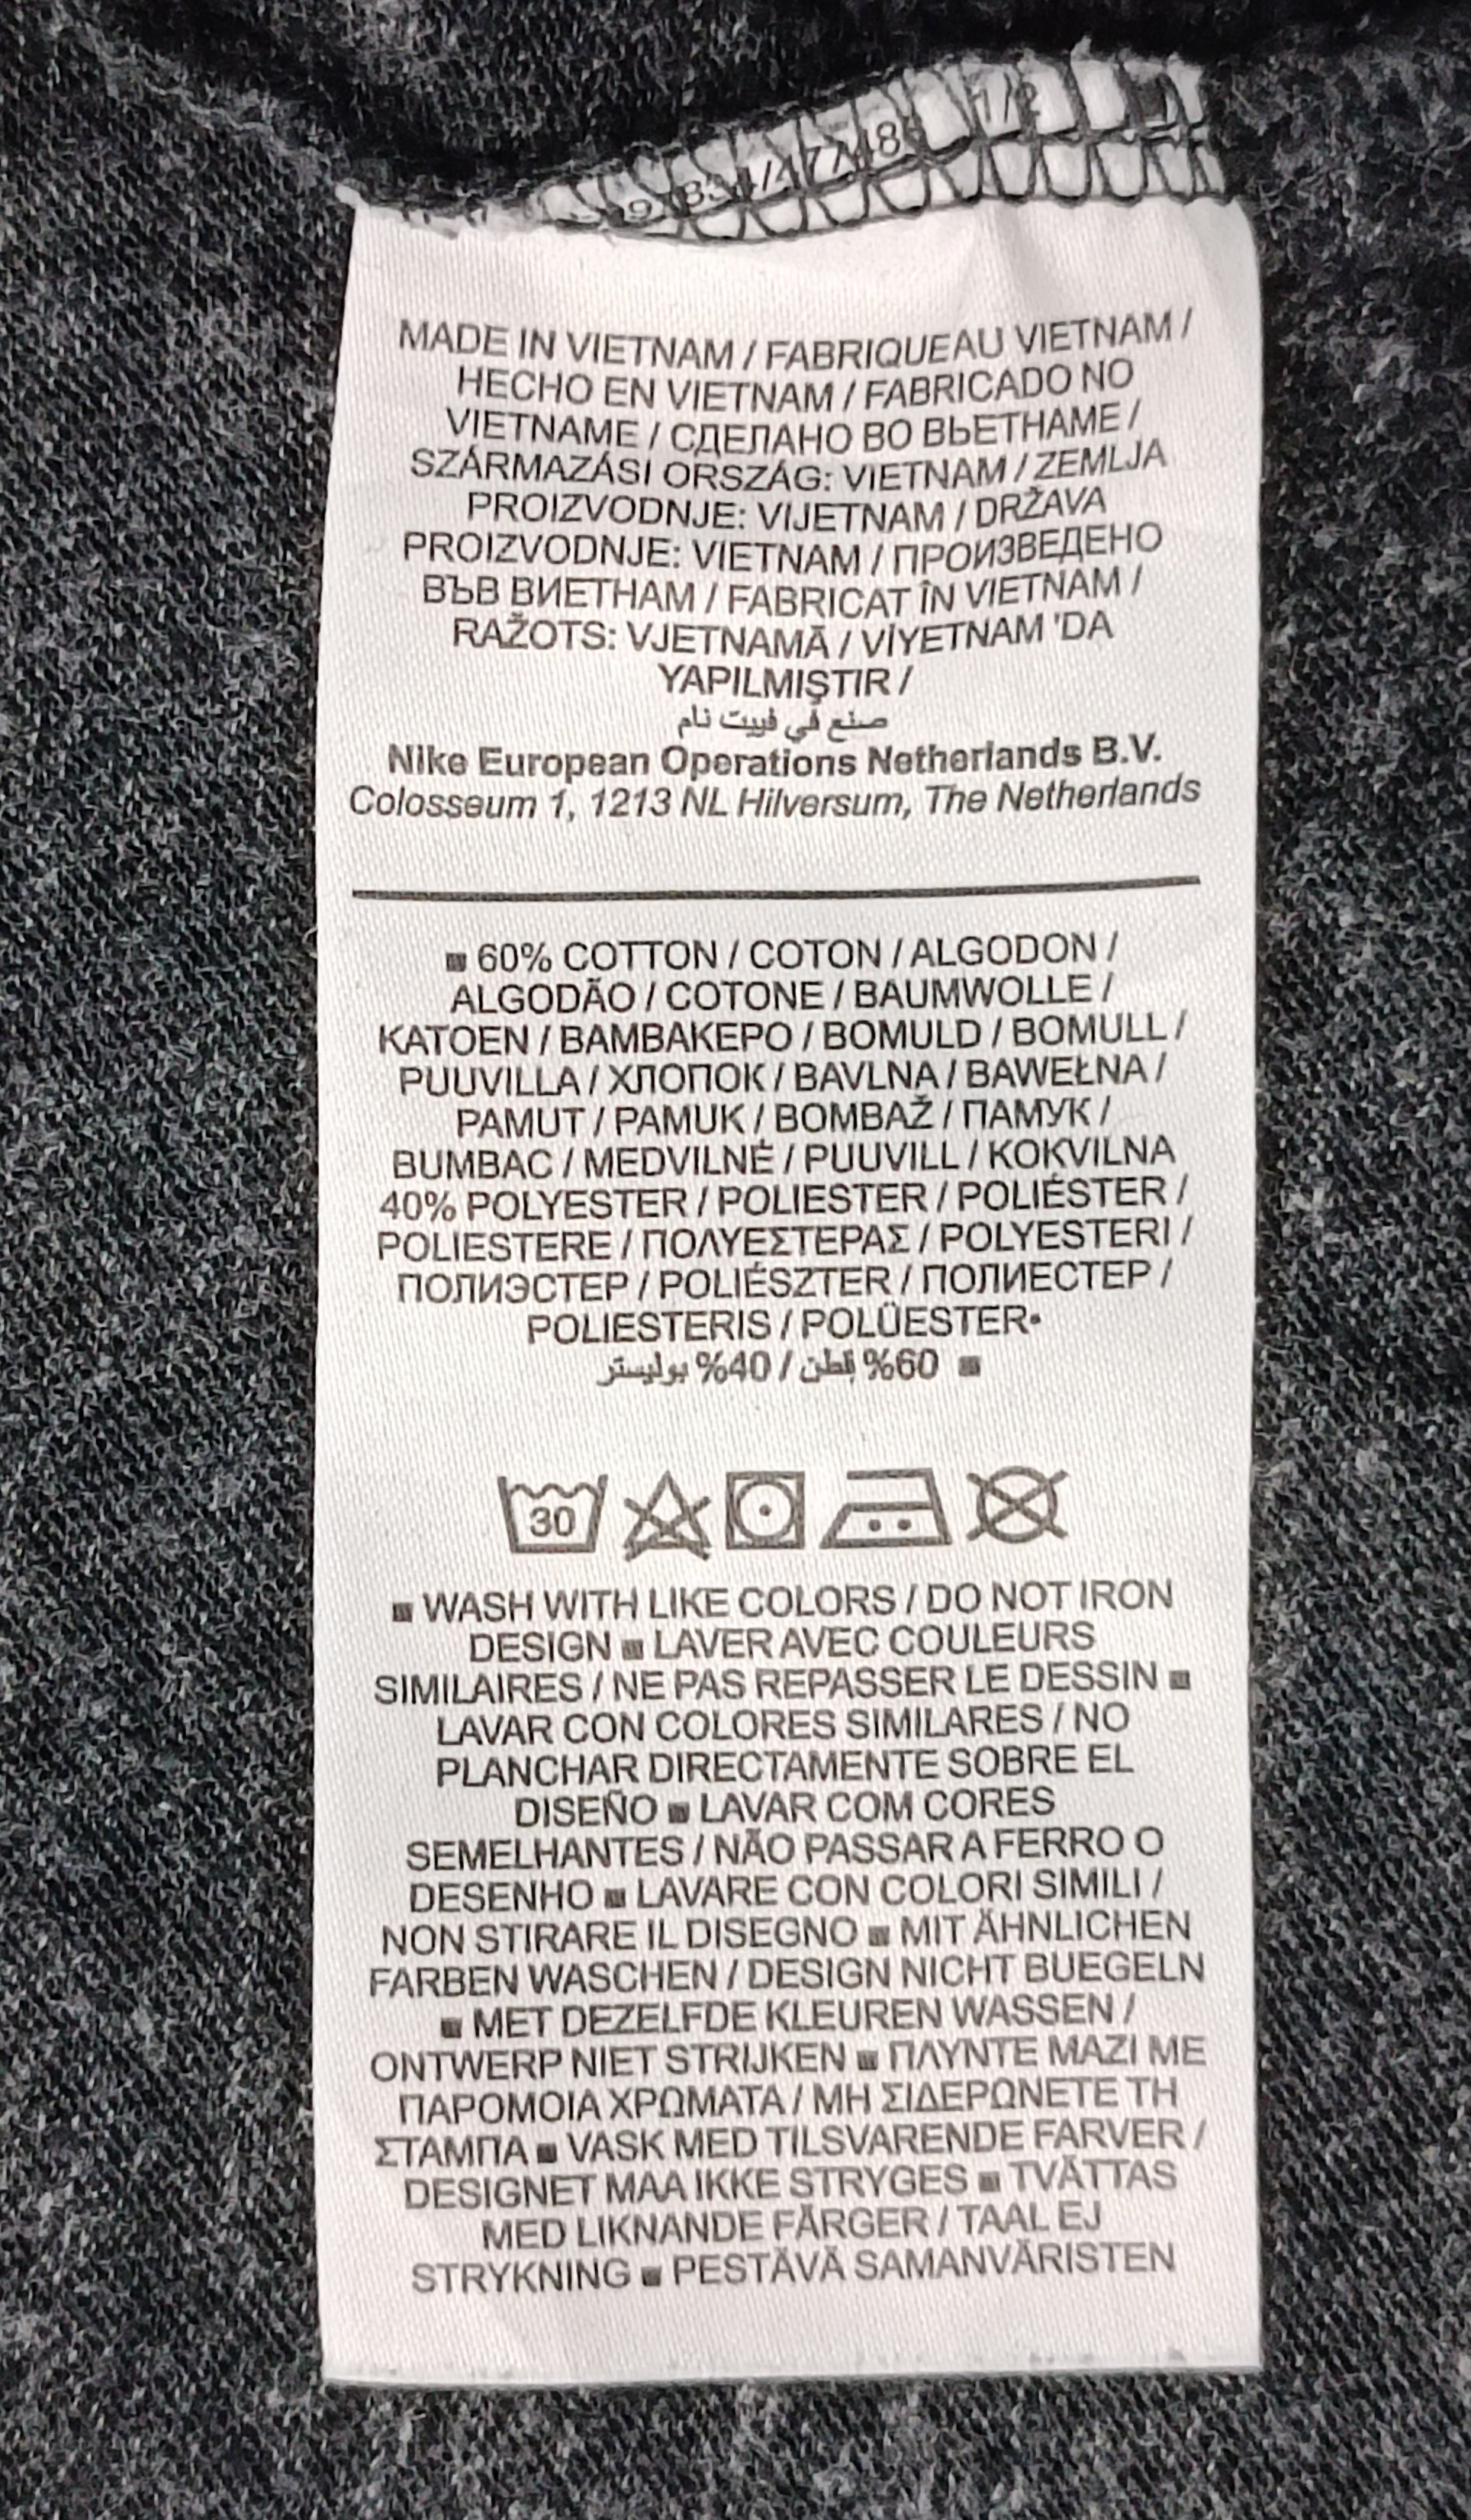 1/2
MADE IN VIETNAM / FABRIQUEAU VIETNAM /
HECHO EN VIETNAM / FABRICADO NO
VIETNAME / СДЕЛАНО ВО ВЬЕТНАМЕ /
SZÁRMAZÁSI ORSZÁG: VIETNAM / ZEMLJA
PROIZVODNJE: VIJETNAM / DRŽAVA
PROIZVODNJE: VIETNAM / ПРОИЗВЕДЕНО
ВЪВ ВИЕТНАМ / FABRICAT ÎN VIETNAM /
RAŽOTS: VJETNAMĀ / VİYETNAM 'DA
YAPILMIŞTIR /
صنع في فييت نام
Nike European Operations Netherlands B.V.
Colosseum 1, 1213 NL Hilversum, The Netherlands
■ 60% COTTON / COTON / ALGODON /
ALGODÃO / COTONE / BAUMWOLLE /
KATOEN / ΒΑΜΒΑΚΕΡΟ / BOMULD / BOMULL /
PUUVILLA / ХЛОПОК / BAVLNA / BAWEŁNA /
PAMUT / PAMUK / BOMBAŽ / ПАМУК /
BUMBAC / MEDVILNĖ / PUUVILL / KOKVILNA
40% POLYESTER / POLIESTER / POLIÉSTER /
POLIESTERE / ΠΟΛΥΕΣΤΕΡΑΣ / POLYESTERI /
ПОЛИЭСТЕР / POLIÉSZTER / ПОЛИЕСТЕР /
POLIESTERIS / POLÜESTER•
■ 60% قطن / 40% بوليستر
30
■ WASH WITH LIKE COLORS / DO NOT IRON
DESIGN ■ LAVER AVEC COULEURS
SIMILAIRES / NE PAS REPASSER LE DESSIN ■
LAVAR CON COLORES SIMILARES / NO
PLANCHAR DIRECTAMENTE SOBRE EL
DISEÑO ■ LAVAR COM CORES
SEMELHANTES / NÃO PASSAR A FERRO O
DESENHO ■ LAVARE CON COLORI SIMILI /
NON STIRARE IL DISEGNO ■ MIT ÄHNLICHEN
FARBEN WASCHEN / DESIGN NICHT BUEGELN
■ MET DEZELFDE KLEUREN WASSEN /
ONTWERP NIET STRIJKEN ■ ΠΛΥΝΤΕ ΜΑΖΙ ΜΕ
ΠΑΡΟΜΟΙΑ ΧΡΩΜΑΤΑ / ΜΗ ΣΙΔΕΡΩΝΕΤΕ ΤΗ
ΣΤΑΜΠΑ ■ VASK MED TILSVARENDE FARVER /
DESIGNET MAA IKKE STRYGES ■ TVÄTTAS
MED LIKNANDE FÄRGER / TAAL EJ
STRYKNING ■ PESTÄVÄ SAMANVÄRISTEN